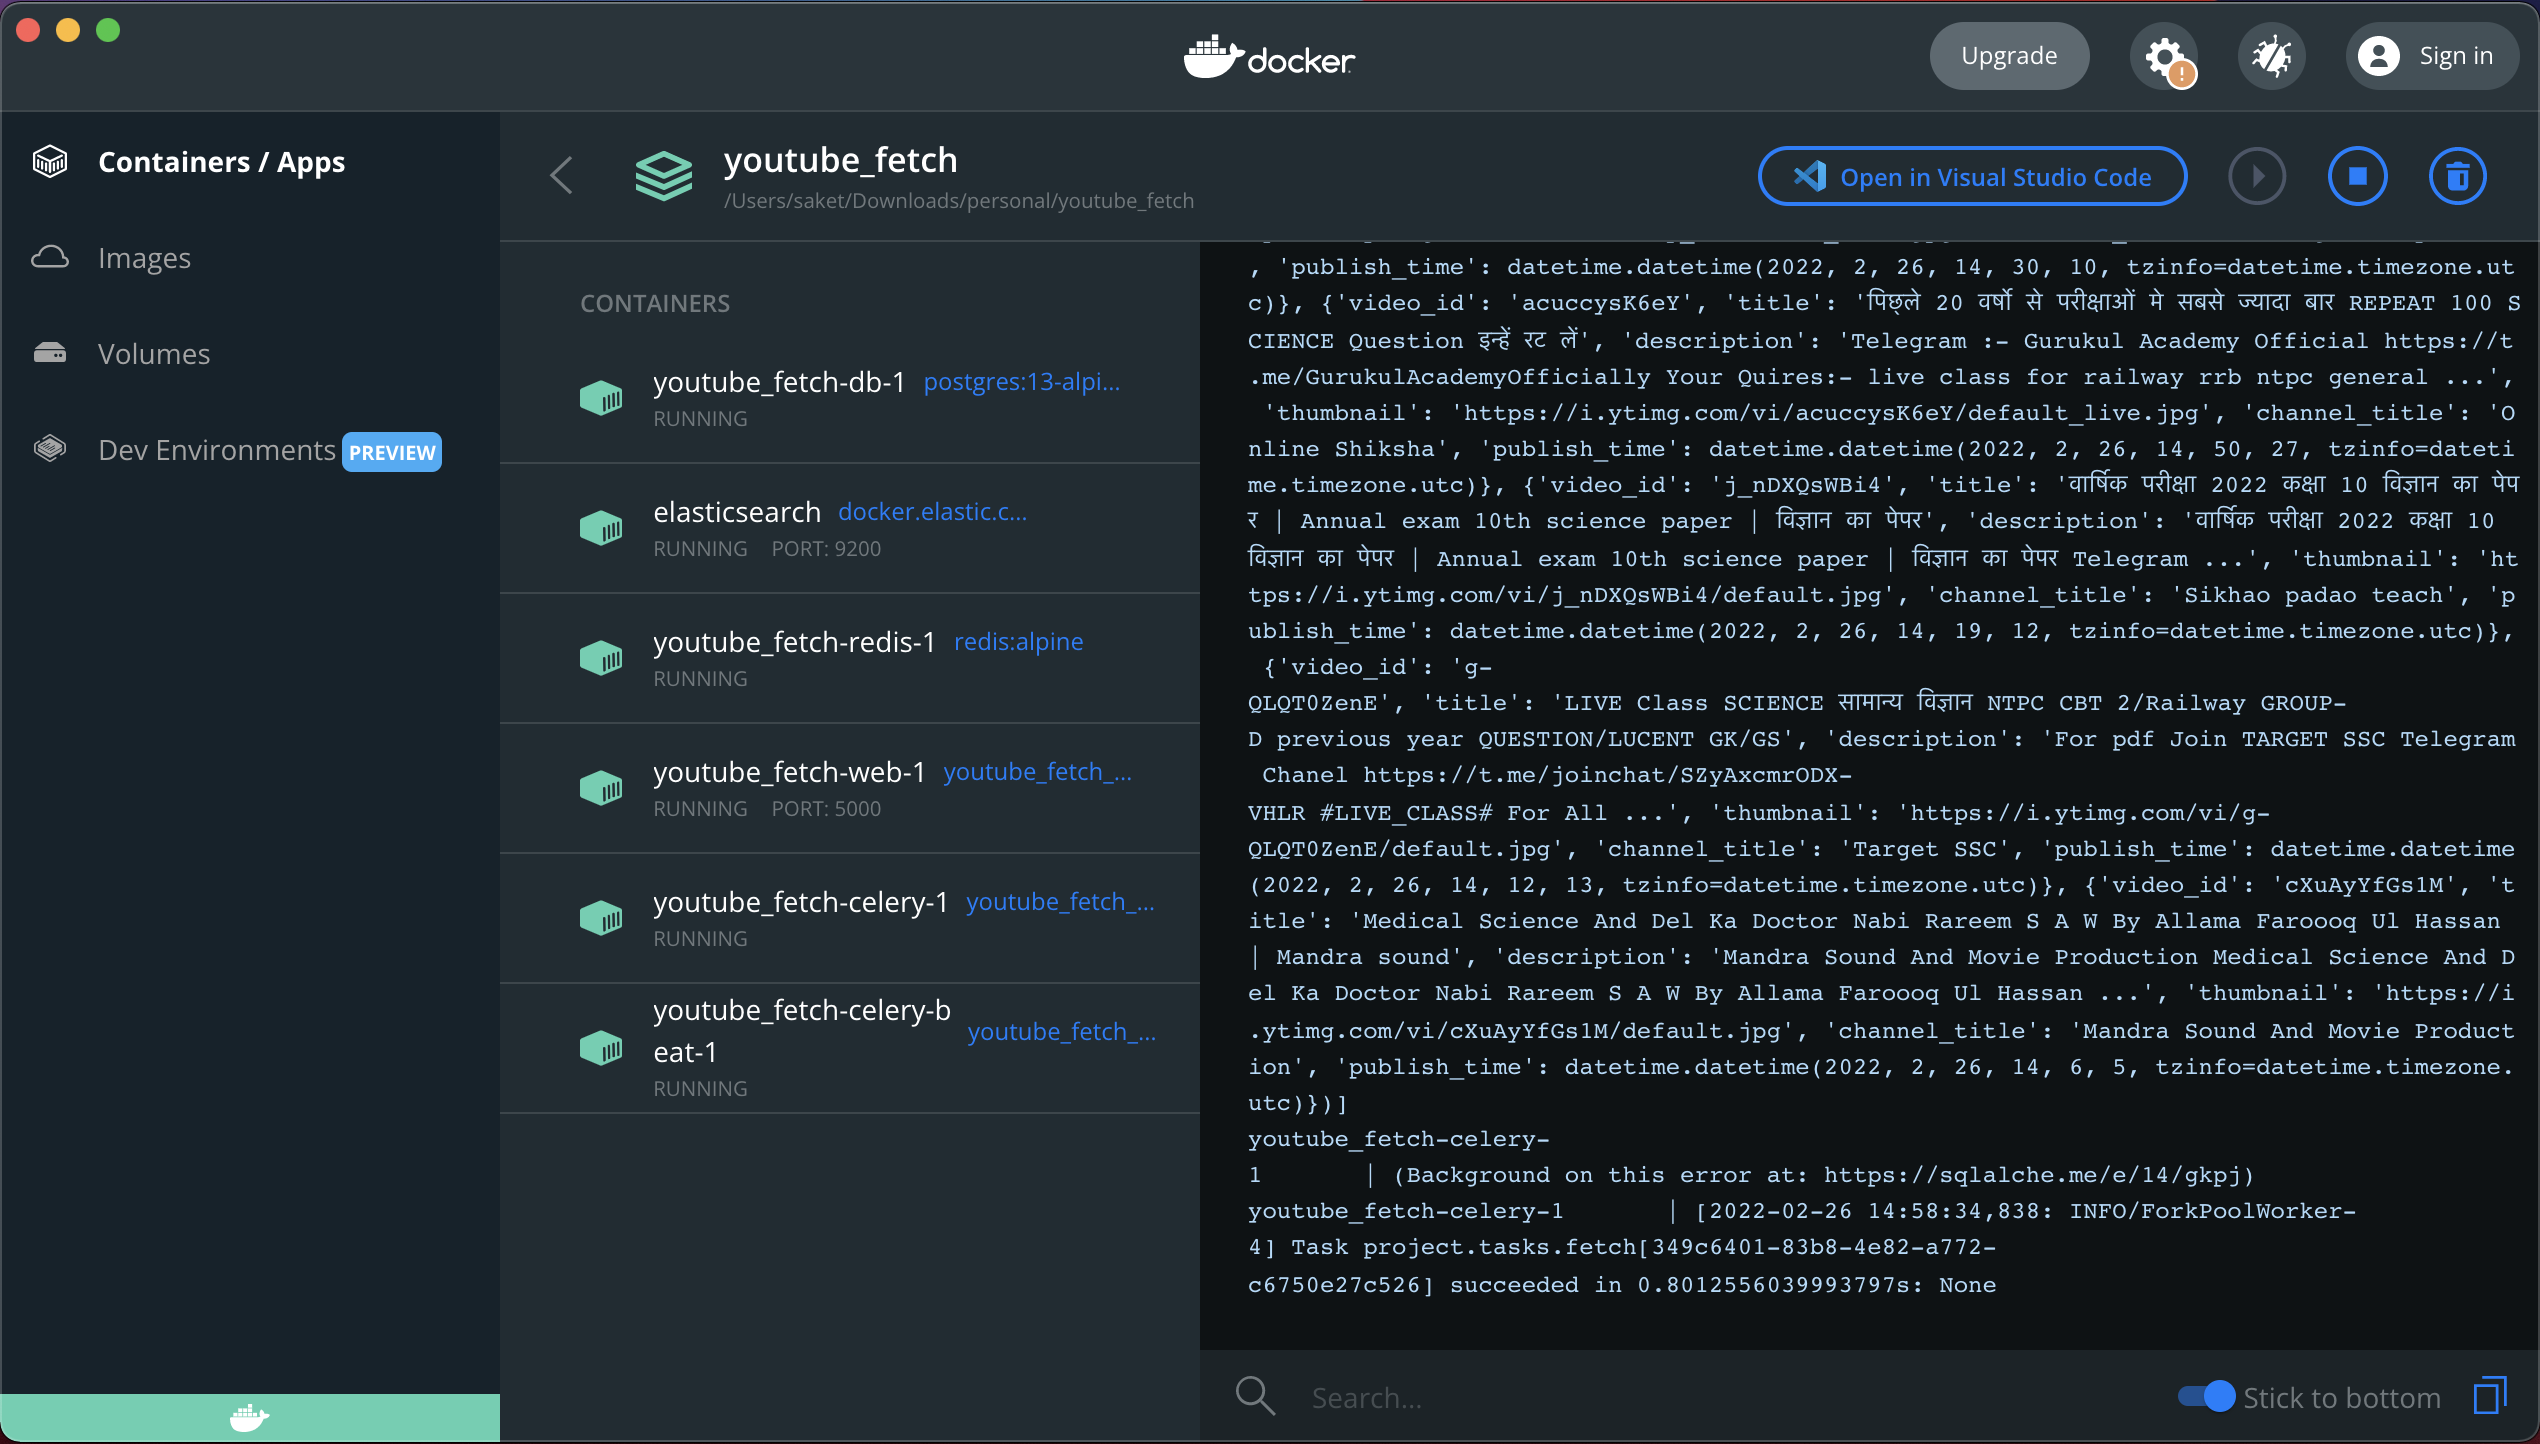 docker
Upgrade
Sign in
Containers / Apps
Images
Volumes
Dev Environments PREVIEW
youtube_fetch
/Users/saket/Downloads/personal/youtube_fetch
Open in Visual Studio Code
CONTAINERS
youtube_fetch-db-1 postgres:13-alpi...
RUNNING
elasticsearch docker.elastic.c...
RUNNING PORT: 9200
youtube_fetch-redis-1 redis:alpine
RUNNING
youtube_fetch-web-1 youtube_fetch_...
RUNNING PORT: 5000
youtube_fetch-celery-1 youtube_fetch_...
RUNNING
youtube_fetch-celery-b
eat-1 youtube_fetch_...
RUNNING
, 'publish_time': datetime.datetime(2022, 2, 26, 14, 30, 10, tzinfo=datetime.timezone.ut
c)}, {'video_id': 'acuccysK6eY', 'title': 'पिछ्ले 20 वर्षो से परीक्षाओं मे सबसे ज्यादा बार REPEAT 100 S
CIENCE Question इन्हें रट लें', 'description': 'Telegram :- Gurukul Academy Official https://t
.me/GurukulAcademyOfficially Your Quires:- live class for railway rrb ntpc general ...',
'thumbnail': 'https://i.ytimg.com/vi/acuccysK6eY/default_live.jpg', 'channel_title': 'O
nline Shiksha', 'publish_time': datetime.datetime(2022, 2, 26, 14, 50, 27, tzinfo=dateti
me.timezone.utc)}, {'video_id': 'j_nDXQsWBi4', 'title': 'वार्षिक परीक्षा 2022 कक्षा 10 विज्ञान का पेप
र | Annual exam 10th science paper | विज्ञान का पेपर', 'description': 'वार्षिक परीक्षा 2022 कक्षा 10
विज्ञान का पेपर | Annual exam 10th science paper | विज्ञान का पेपर Telegram ...', 'thumbnail': 'ht
tps://i.ytimg.com/vi/j_nDXQsWBi4/default.jpg', 'channel_title': 'Sikhao padao teach', 'p
ublish_time': datetime.datetime(2022, 2, 26, 14, 19, 12, tzinfo=datetime.timezone.utc)},
{'video_id': 'g-
QLQT0ZenE', 'title': 'LIVE Class SCIENCE सामान्य विज्ञान NTPC CBT 2/Railway GROUP-
D previous year QUESTION/LUCENT GK/GS', 'description': 'For pdf Join TARGET SSC Telegram
Chanel https://t.me/joinchat/SZyAxcmrODX-
VHLR #LIVE_CLASS# For All ...', 'thumbnail': 'https://i.ytimg.com/vi/g-
QLQT0ZenE/default.jpg', 'channel_title': 'Target SSC', 'publish_time': datetime.datetime
(2022, 2, 26, 14, 12, 13, tzinfo=datetime.timezone.utc)}, {'video_id': 'cXuAyYfGs1M', 't
itle': 'Medical Science And Del Ka Doctor Nabi Rareem S A W By Allama Faroooq Ul Hassan
| Mandra sound', 'description': 'Mandra Sound And Movie Production Medical Science And D
el Ka Doctor Nabi Rareem S A W By Allama Faroooq Ul Hassan ...', 'thumbnail': 'https://i
.ytimg.com/vi/cXuAyYfGs1M/default.jpg', 'channel_title': 'Mandra Sound And Movie Product
ion', 'publish_time': datetime.datetime(2022, 2, 26, 14, 6, 5, tzinfo=datetime.timezone.
utc)})]
youtube_fetch-celery-
1 | (Background on this error at: https://sqlalche.me/e/14/gkpj)
youtube_fetch-celery-1 | [2022-02-26 14:58:34,838: INFO/ForkPoolWorker-
4] Task project.tasks.fetch[349c6401-83b8-4e82-a772-
c6750e27c526] succeeded in 0.8012556039993797s: None
Search...
Stick to bottom